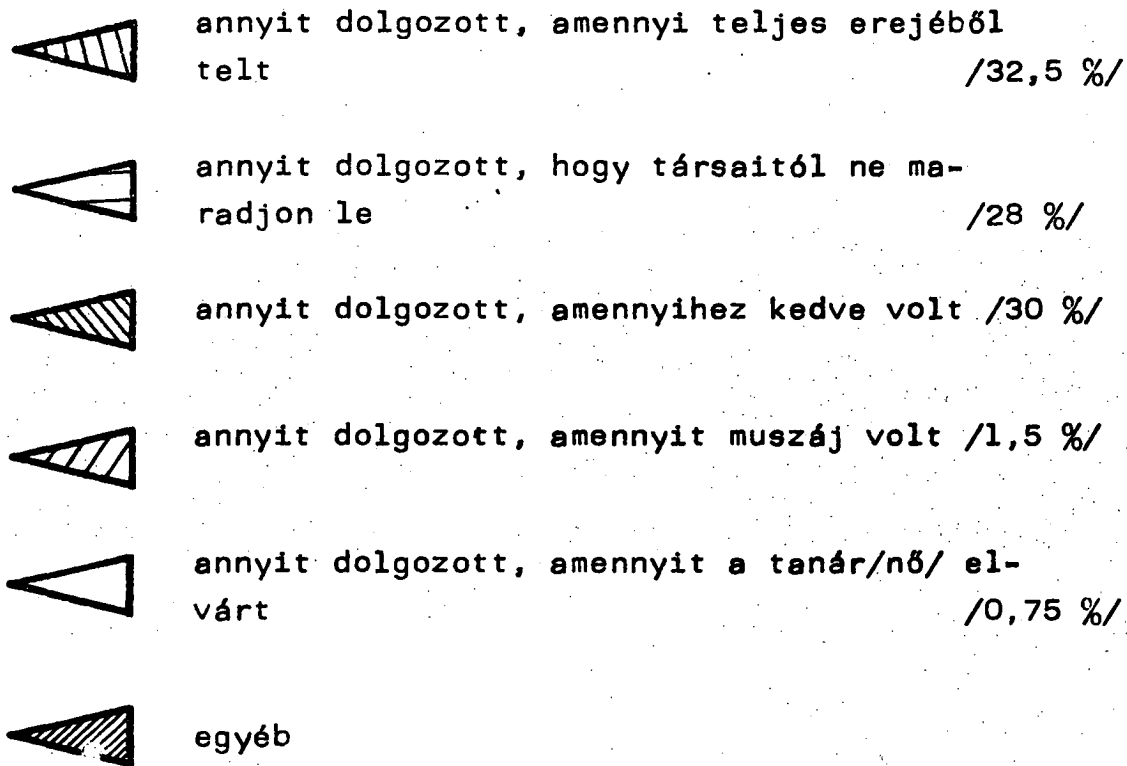 annyit dolgozott, amennyi teljes erejéből
telt /32,5 %/
annyit dolgozott, hogy társaitól ne ma-
radjon le /28 %/
annyit dolgozott, amennyihez kedve volt /30 %/
annyit dolgozott, amennyit muszáj volt /1,5 %/
annyit dolgozott, amennyit a tanár/nő/ el-
várt /0,75 %/
egyéb